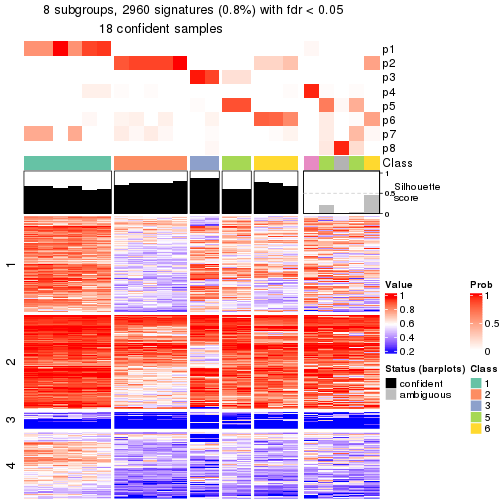 8 subgroups, 2960 signatures (0.8%) with fdr < 0.05
18 confident samples
p1
p2
p3
p4
p5
p6
p7
p8
Class
1
0.5
0
Silhouette
score
1
2
3
4
Value
1
0.8
0.6
0.4
0.2
Prob
1
0.5
0
Status (barplots)
confident
ambiguous
Class
1
2
3
5
6